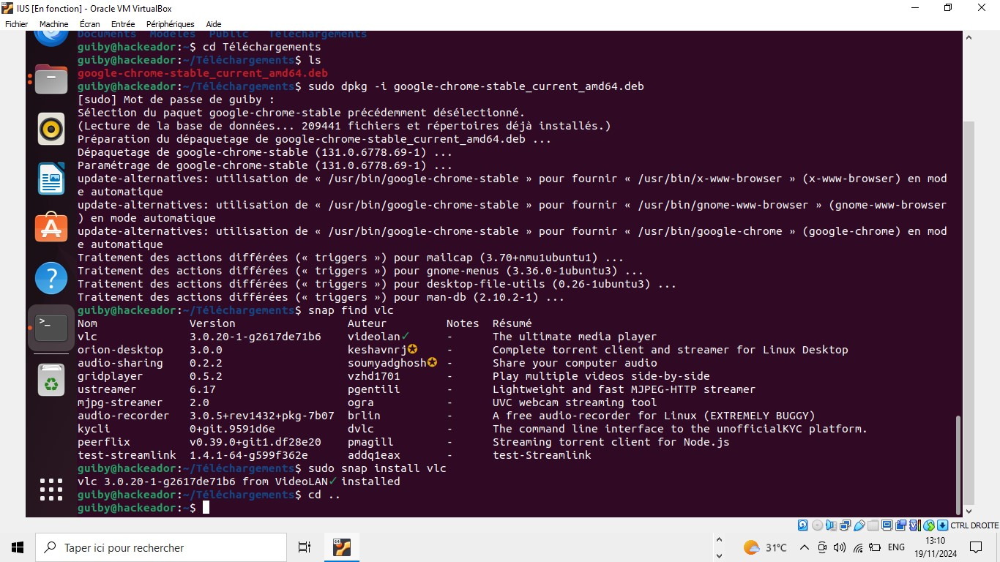 IUS [En fonction] - Oracle VM VirtualBox
Fichier Machine Écran Entrée Périphériques Aide
Documents Modèles Public Téléchargements
guiby@hackeador:~$ cd Téléchargements
guiby@hackeador:~/Téléchargements$ ls
google-chrome-stable_current_amd64.deb
guiby@hackeador:~/Téléchargements$ sudo dpkg -i google-chrome-stable_current_amd64.deb
[sudo] Mot de passe de guiby :
Sélection du paquet google-chrome-stable précédemment désélectionné.
(Lecture de la base de données... 209441 fichiers et répertoires déjà installés.)
Préparation du dépaquetage de google-chrome-stable_current_amd64.deb ...
Dépaquetage de google-chrome-stable (131.0.6778.69-1) ...
Paramétrage de google-chrome-stable (131.0.6778.69-1) ...
update-alternatives: utilisation de « /usr/bin/google-chrome-stable » pour fournir « /usr/bin/x-www-browser » (x-www-browser) en mod
e automatique
update-alternatives: utilisation de « /usr/bin/google-chrome-stable » pour fournir « /usr/bin/gnome-www-browser » (gnome-www-browser
) en mode automatique
update-alternatives: utilisation de « /usr/bin/google-chrome-stable » pour fournir « /usr/bin/google-chrome » (google-chrome) en mod
e automatique
Traitement des actions différées (« triggers ») pour mailcap (3.70+nmu1ubuntu1) ...
Traitement des actions différées (« triggers ») pour gnome-menus (3.36.0-1ubuntu3) ...
Traitement des actions différées (« triggers ») pour desktop-file-utils (0.26-1ubuntu3) ...
Traitement des actions différées (« triggers ») pour man-db (2.10.2-1) ...
guiby@hackeador:~/Téléchargements$ snap find vlc
Nom Version Auteur Notes Résumé
vlc 3.0.20-1-g2617de71b6 videolan✓ - The ultimate media player
orion-desktop 3.0.0 keshavnrj✪ - Complete torrent client and streamer for Linux Desktop
audio-sharing 0.2.2 soumyadghosh✪ - Share your computer audio
gridplayer 0.5.2 vzhd1701 - Play multiple videos side-by-side
ustreamer 6.17 pgentili - Lightweight and fast MJPEG-HTTP streamer
mjpg-streamer 2.0 ogra - UVC webcam streaming tool
audio-recorder 3.0.5+rev1432+pkg-7b07 brlin - A free audio-recorder for Linux (EXTREMELY BUGGY)
kycli 0+git.9591d6e dvlc - The command line interface to the unofficialKYC platform.
peerflix v0.39.0+git1.df28e20 pmagill - Streaming torrent client for Node.js
test-streamlink 1.4.1-64-g599f362e addq1eax - test-Streamlink
guiby@hackeador:~/Téléchargements$ sudo snap install vlc
vlc 3.0.20-1-g2617de71b6 from VideoLAN✓ installed
guiby@hackeador:~/Téléchargements$ cd ..
guiby@hackeador:~$
CTRL DROITE
Taper ici pour rechercher
31°C
ENG
13:10
19/11/2024